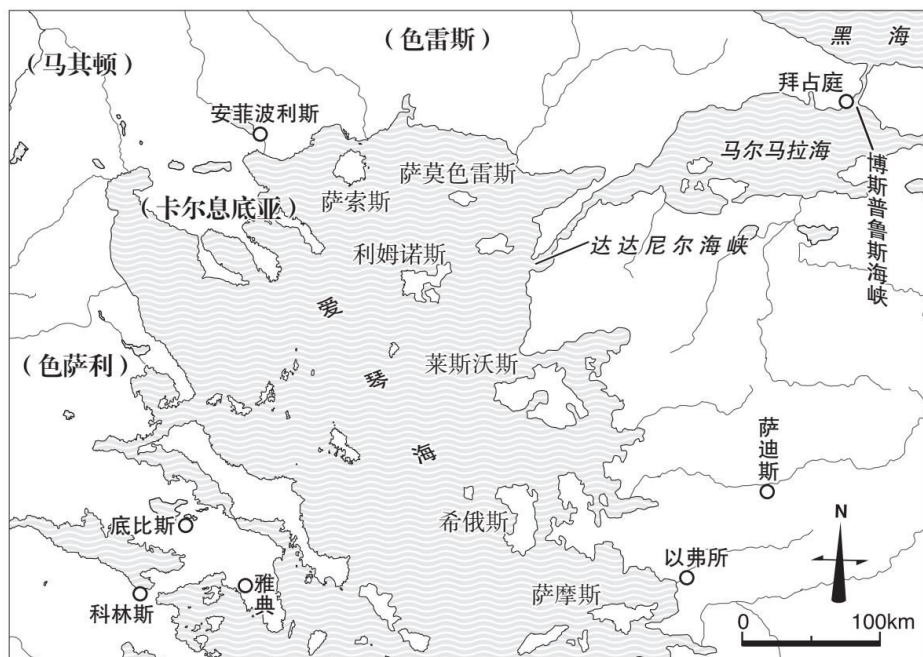 （色雷斯）
黑海
（马其顿）
拜占庭
安菲波利斯
马尔马拉海
博斯普鲁斯海峡
萨莫色雷斯
萨索斯
（卡尔息底亚）
利姆诺斯
达达尼尔海峡
爱琴海
（色萨利）
莱斯沃斯
萨迪斯
底比斯
希俄斯
N
以弗所
雅典
科林斯
萨摩斯
0 100km